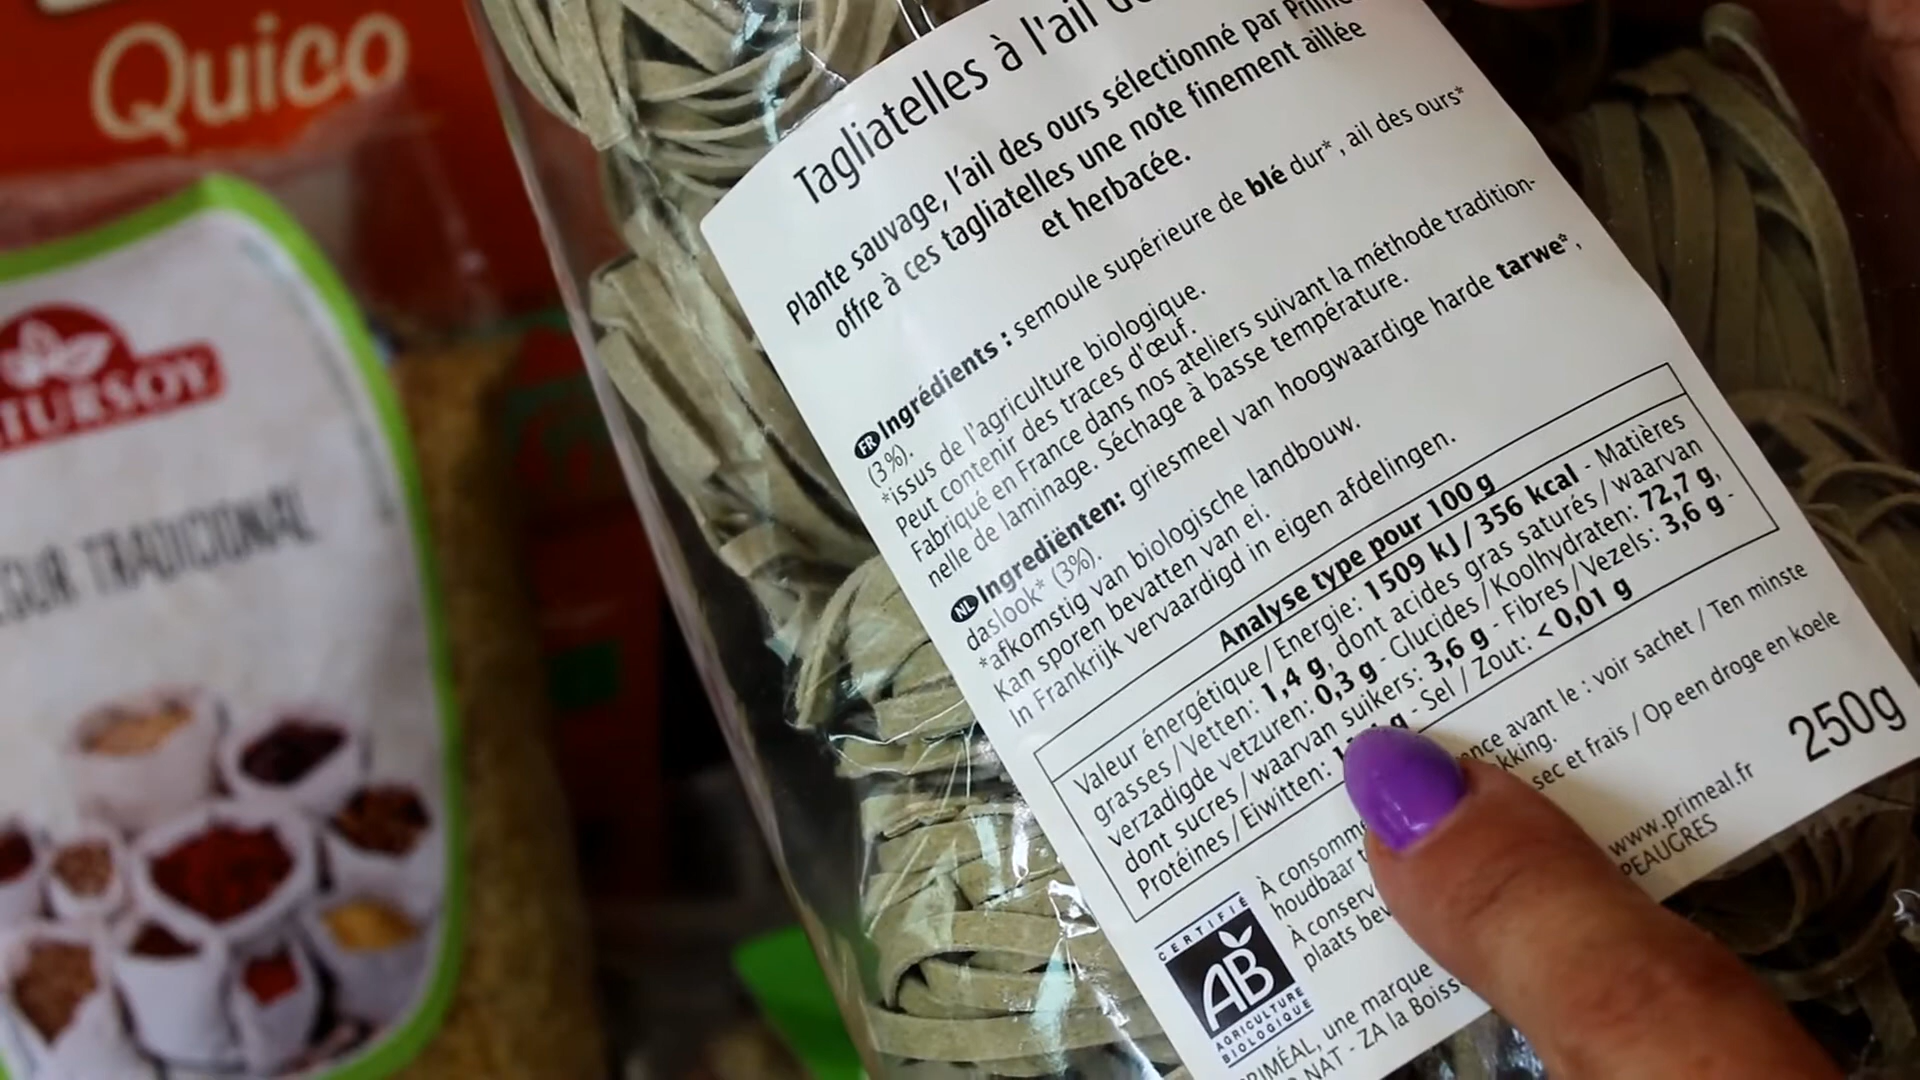 Quico
TRADICIONAL
Tagliatelles à l'ail
Plante sauvage, l'ail des ours sélectionné par
offre à ces tagliatelles une note finement aillée
et herbacée.
FR Ingrédients : semoule supérieure de blé dur*, ail des ours*
(3%).
*issus de l'agriculture biologique.
Peut contenir des traces d'œuf.
Fabriqué en France dans nos ateliers suivant la méthode tradition-
nelle de laminage. Séchage à basse température.
NL Ingrediënten: griesmeel van hoogwaardige harde tarwe*,
daslook* (3%).
*afkomstig van biologische landbouw.
Kan sporen bevatten van ei.
In Frankrijk vervaardigd in eigen afdelingen.
Analyse type pour 100 g
Valeur énergétique / Energie: 1509 kJ / 356 kcal - Matières
grasses / Vetten: 1,4 g, dont acides gras saturés / waarvan
verzadigde vetzuren: 0,3 g - Glucides / Koolhydraten: 72,7 g,
dont sucres / waarvan suikers: 3,6 g - Fibres / Vezels: 3,6 g -
Protéines / Eiwitten: g - Sel / Zout: < 0,01 g
À avant le : voir sachet / Ten minste
houdbaar
À sec et frais / Op een droge en koele
plaats
250g
CERTIFIÉ
AB
AGRICULTURE
BIOLOGIQUE
une marque www.primeal.fr
NAT - ZA la PEAUGRES